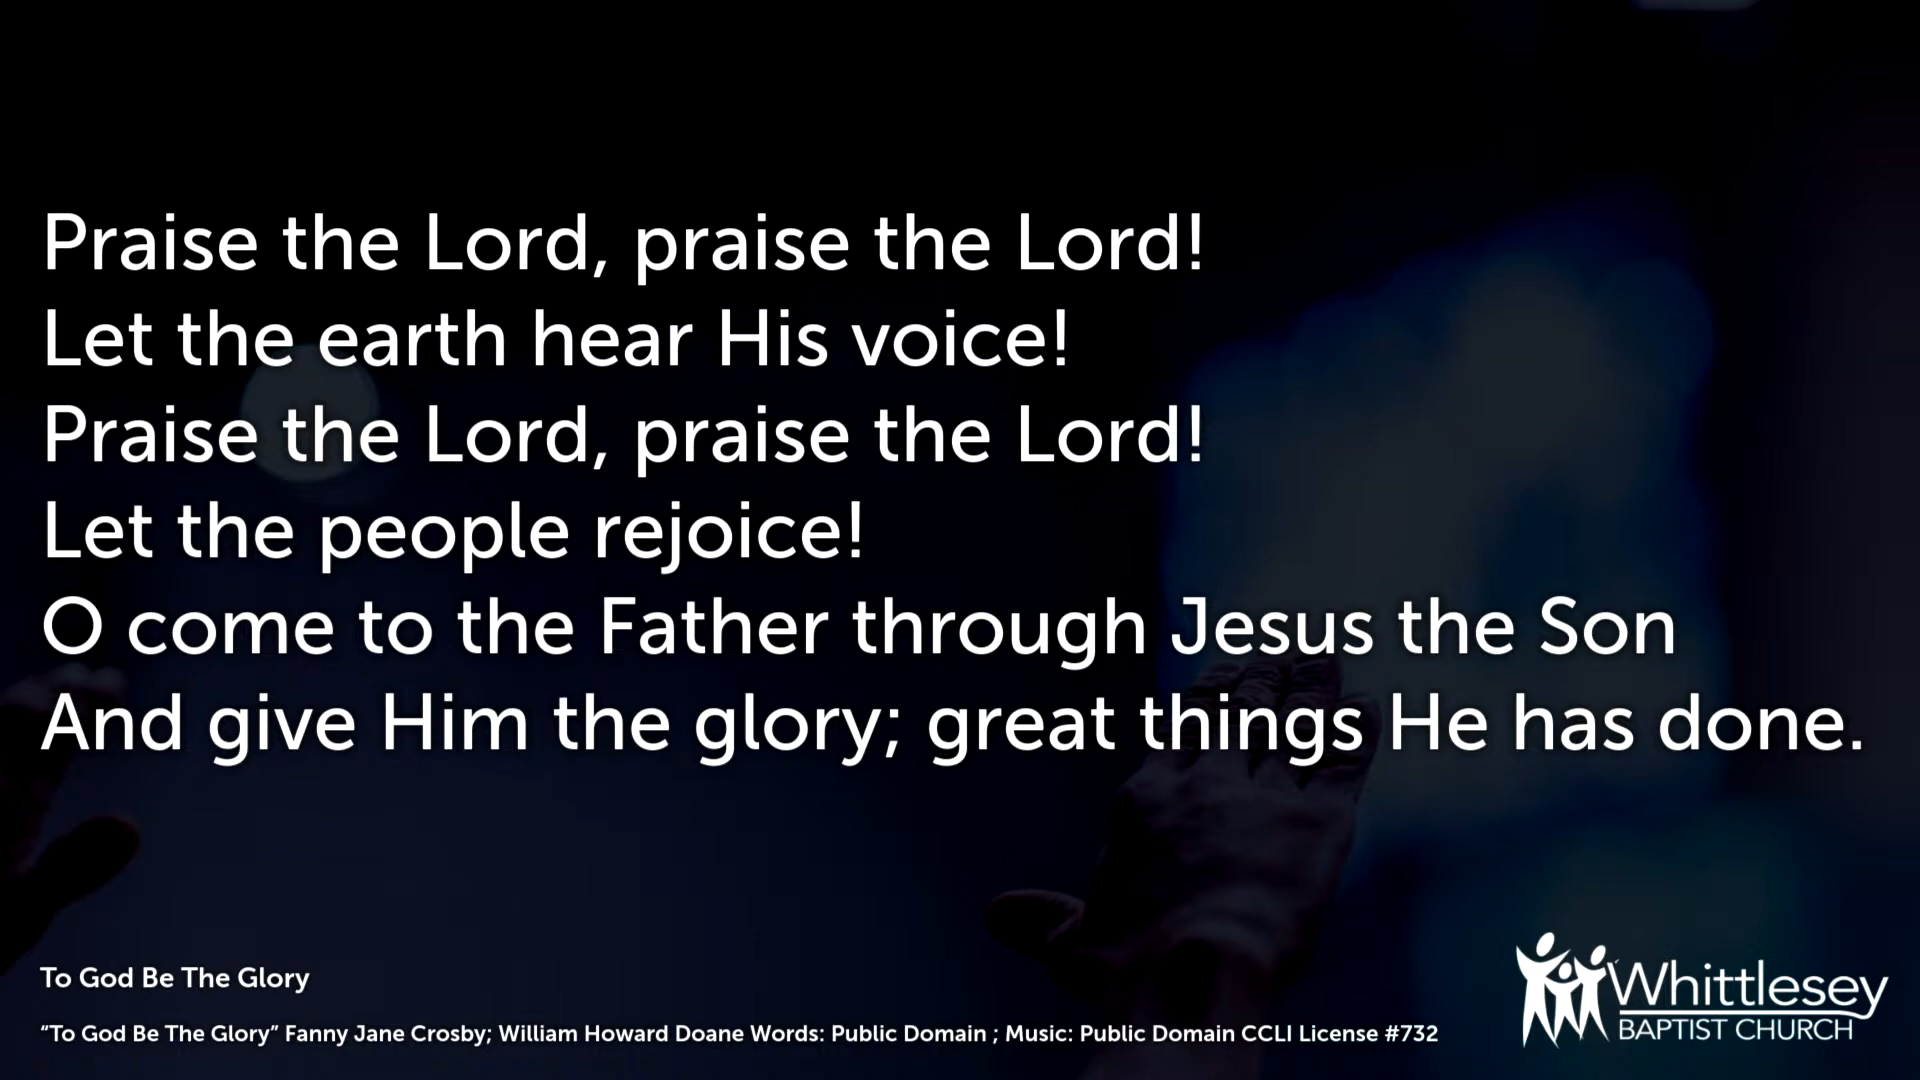 Praise the Lord, praise the Lord!
Let the earth hear His voice!
Praise the Lord, praise the Lord!
Let the people rejoice!
O come to the Father through Jesus the Son
And give Him the glory; great things He has done.
To God Be The Glory
“To God Be The Glory” Fanny Jane Crosby; William Howard Doane Words: Public Domain ; Music: Public Domain CCLI License #732
Whittlesey
BAPTIST CHURCH